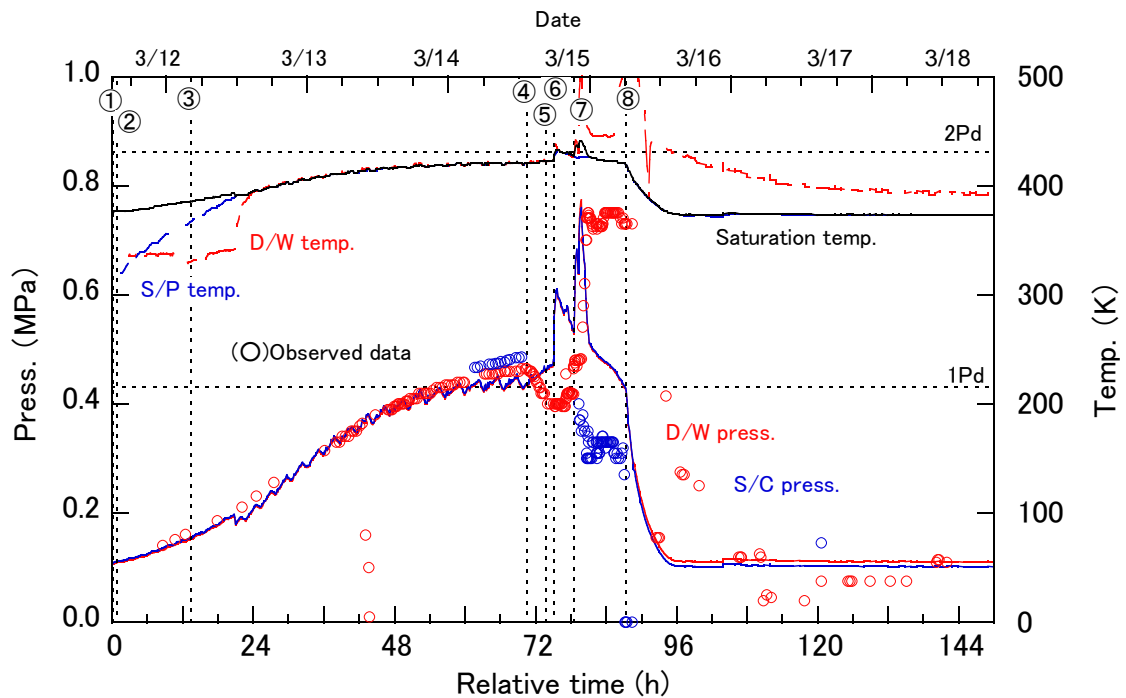 Date
3/12 3/13 3/14 3/15 3/16 3/17 3/18
1.0 500
① ③ ④ ⑥ ⑦ ⑧
② ⑤
2Pd
0.8 400
D/W temp. Saturation temp.
S/P temp.
0.6 300
(○)Observed data
1Pd
0.4 200
D/W press.
S/C press.
0.2 100
0.0 0
0 24 48 72 96 120 144
Relative time (h)
Press. (MPa)
Temp. (K)